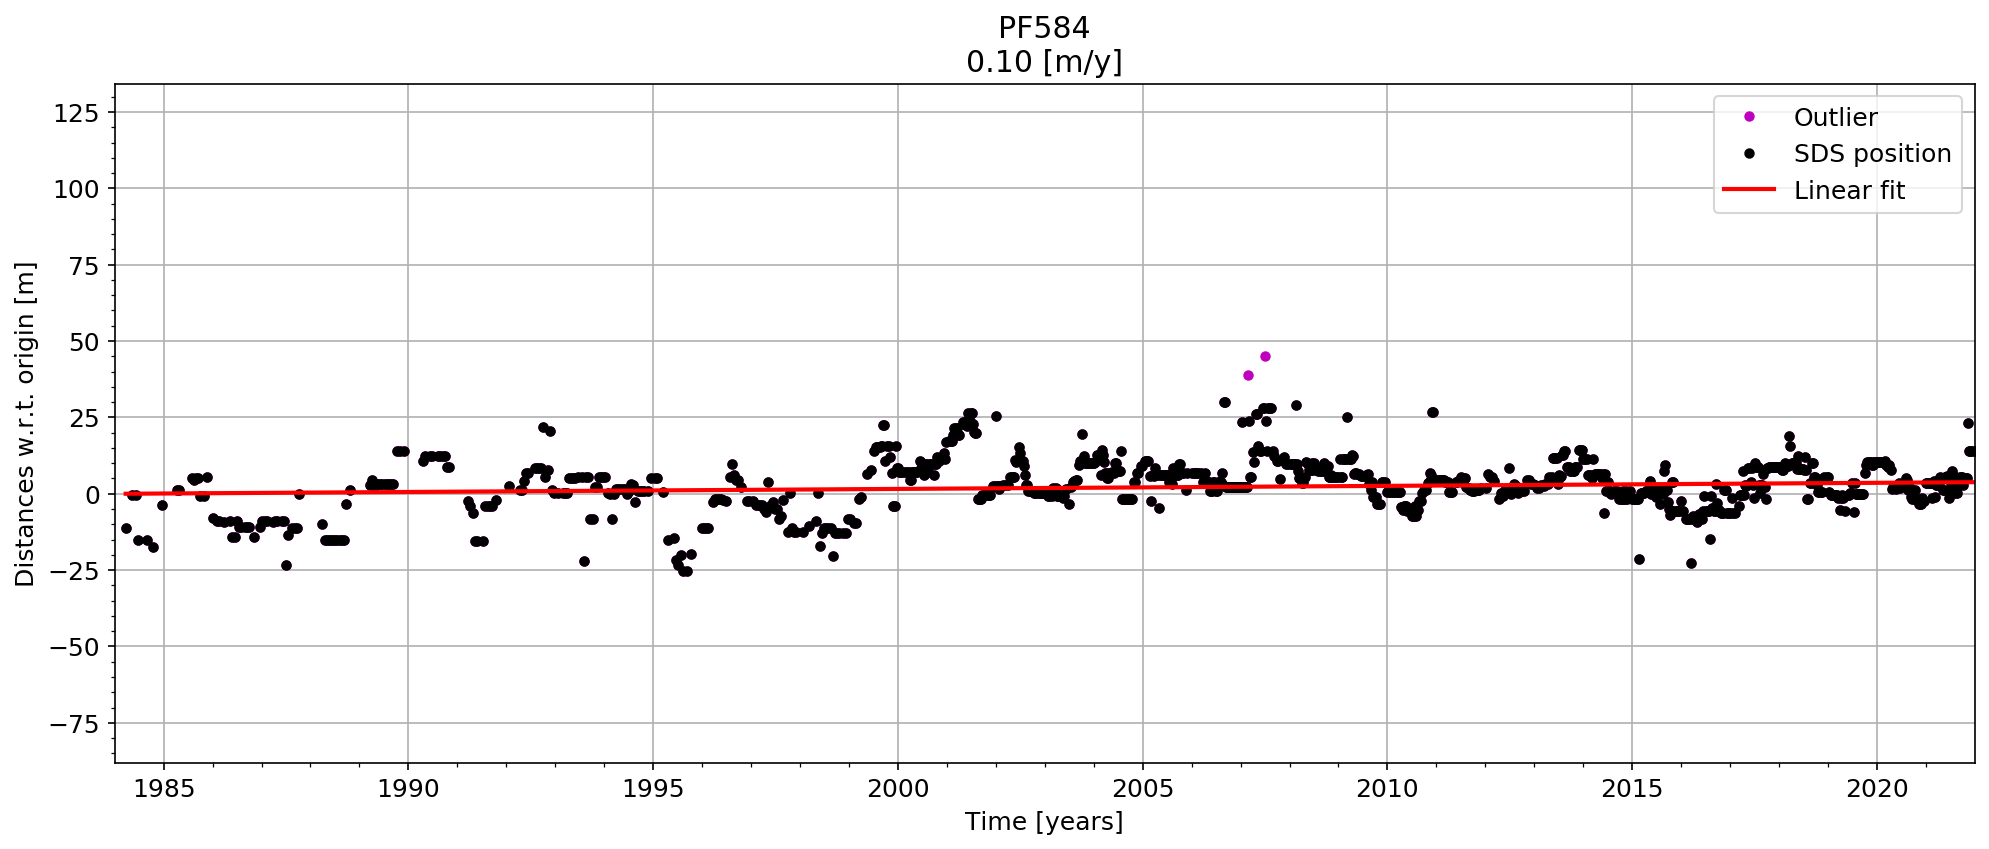 PF584
0.10 [m/y]
Outlier
SDS position
Linear fit
Distances w.r.t. origin [m]
125
100
75
50
25
0
−25
−50
−75
1985 1990 1995 2000 2005 2010 2015 2020
Time [years]